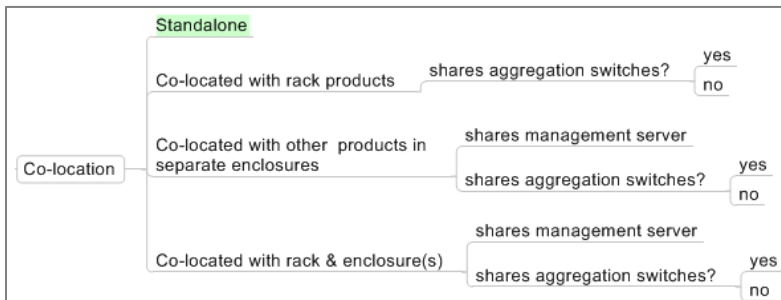 Standalone
Co-located with rack products
shares aggregation switches?
yes
no
Co-located with other products in
separate enclosures
shares management server
shares aggregation switches?
yes
no
Co-location
Co-located with rack & enclosure(s)
shares management server
shares aggregation switches?
yes
no